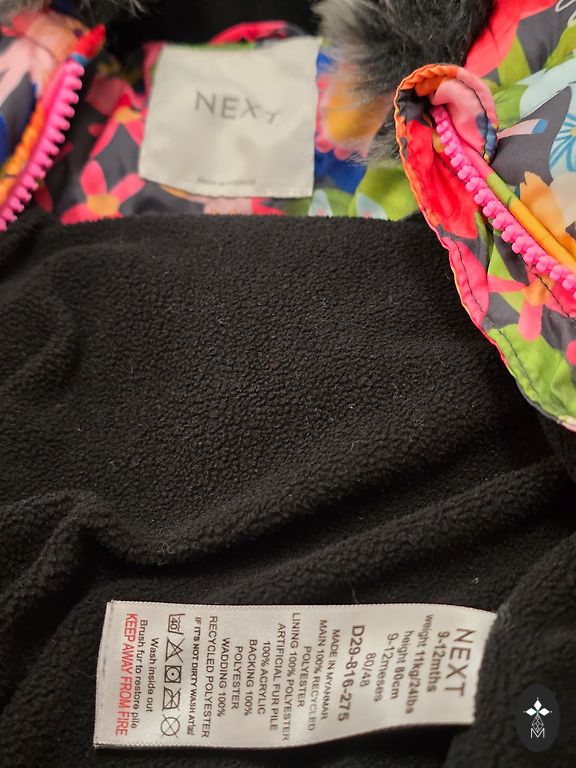 NEXT
NEXT
9-12mths
weight 11kg/24lbs
height 80cm
9-12meses
80/48
D29-816-275
MADE IN MYANMAR
MAIN 100% RECYCLED
POLYESTER
LINING 100% POLYESTER
ARTIFICIAL FUR PILE
100% ACRYLIC
BACKING 100%
POLYESTER
WADDING 100%
RECYCLED POLYESTER
IF IT'S NOT DIRTY WASH AT
40
Wash inside out
Brush fur to restore pile
KEEP AWAY FROM FIRE
M